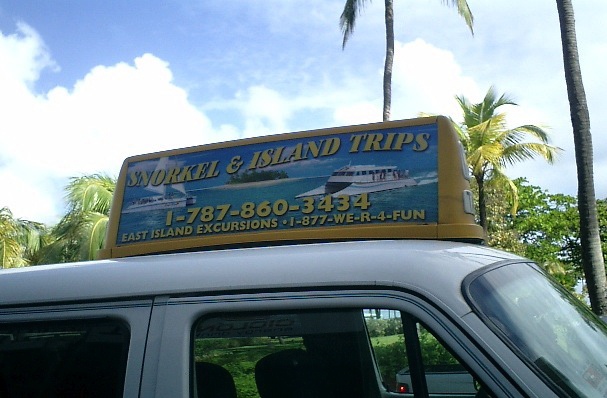 SNORKEL & ISLAND TRIPS
1-787-860-3434
EAST ISLAND EXCURSIONS • 1-877-WE-R-4-FUN